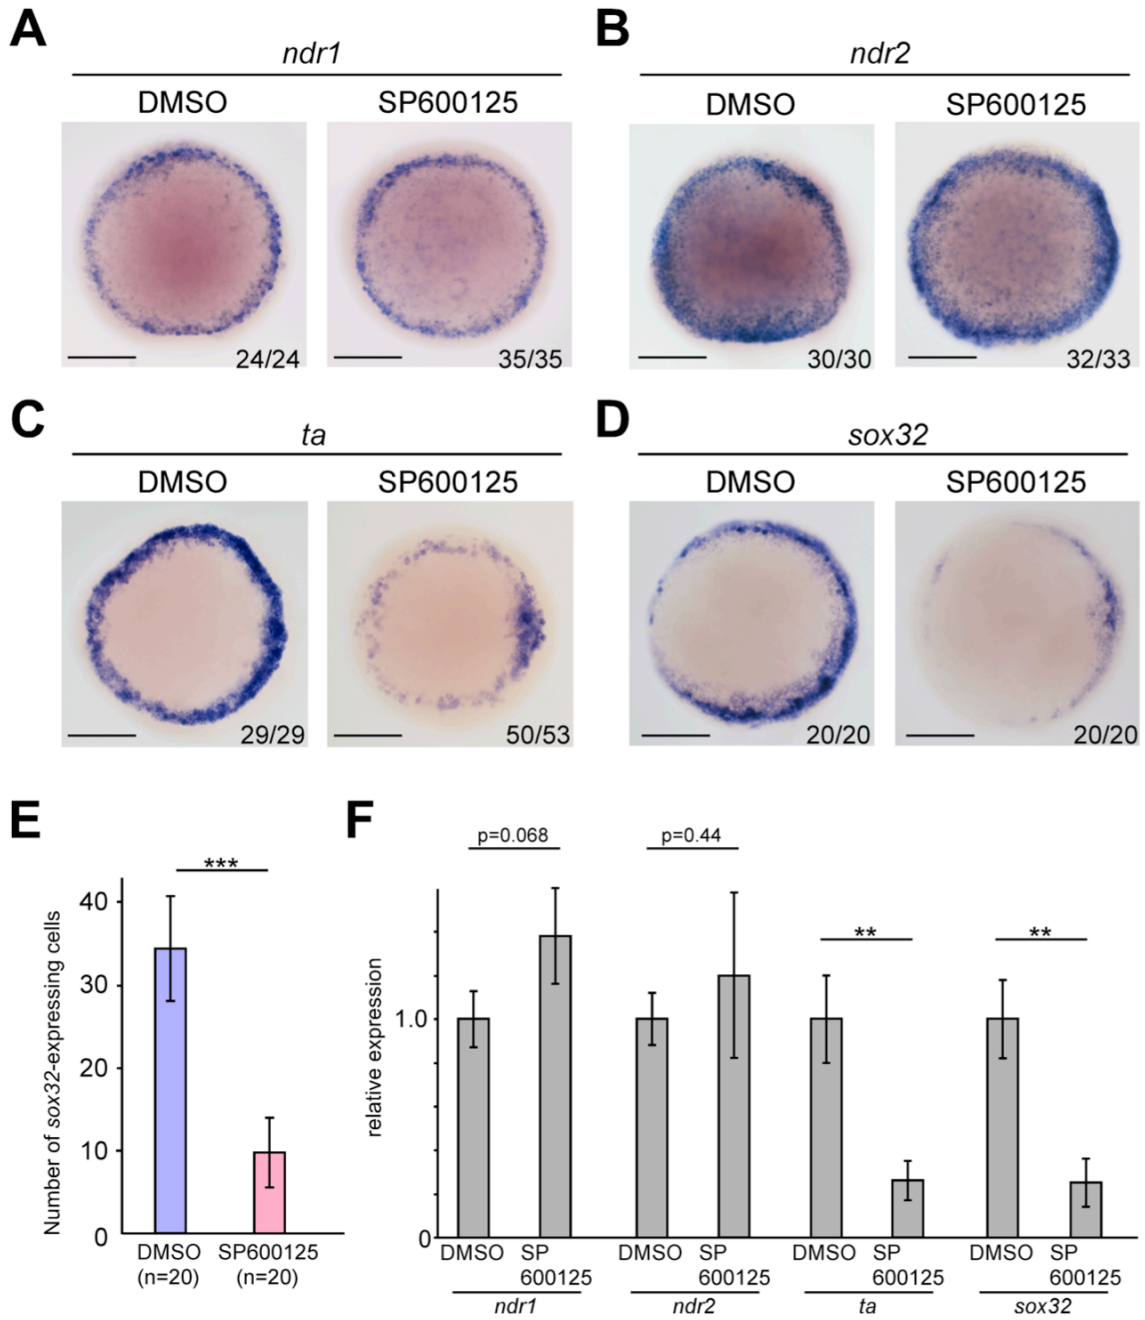 A
B
ndr1
ndr2
DMSO
SP600125
DMSO
SP600125
24/24
35/35
30/30
32/33
C
D
ta
sox32
DMSO
SP600125
DMSO
SP600125
29/29
50/53
20/20
20/20
E
F
***
Number of sox32-expressing cells
40
30
20
10
0
DMSO
(n=20)
SP600125
(n=20)
p=0.068
p=0.44
**
**
relative expression
1.0
0
DMSO
SP
600125
DMSO
SP
600125
DMSO
SP
600125
DMSO
SP
600125
ndr1
ndr2
ta
sox32